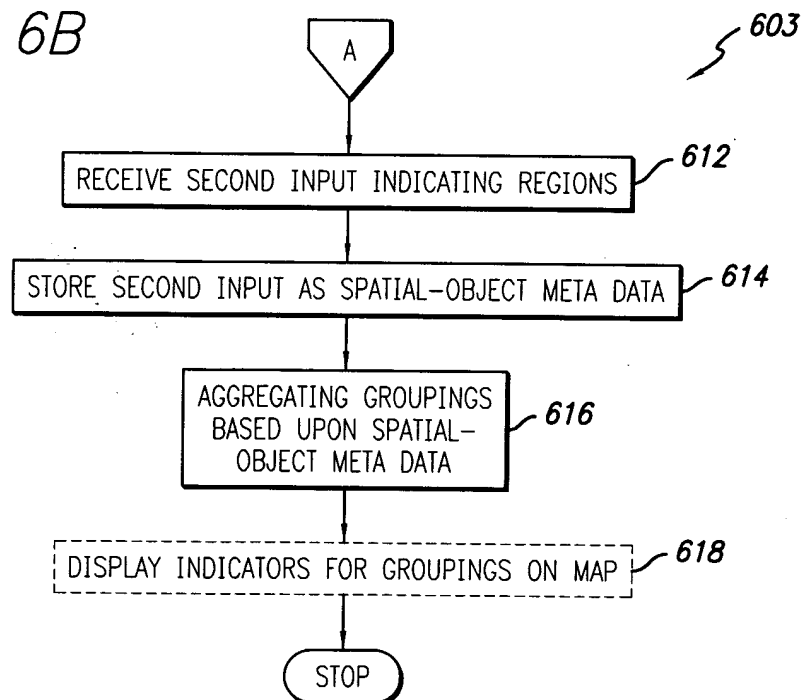 6B
603
A
RECEIVE SECOND INPUT INDICATING REGIONS
612
STORE SECOND INPUT AS SPATIAL-OBJECT META DATA
614
AGGREGATING GROUPINGS
BASED UPON SPATIAL-
OBJECT META DATA
616
DISPLAY INDICATORS FOR GROUPINGS ON MAP
618
STOP